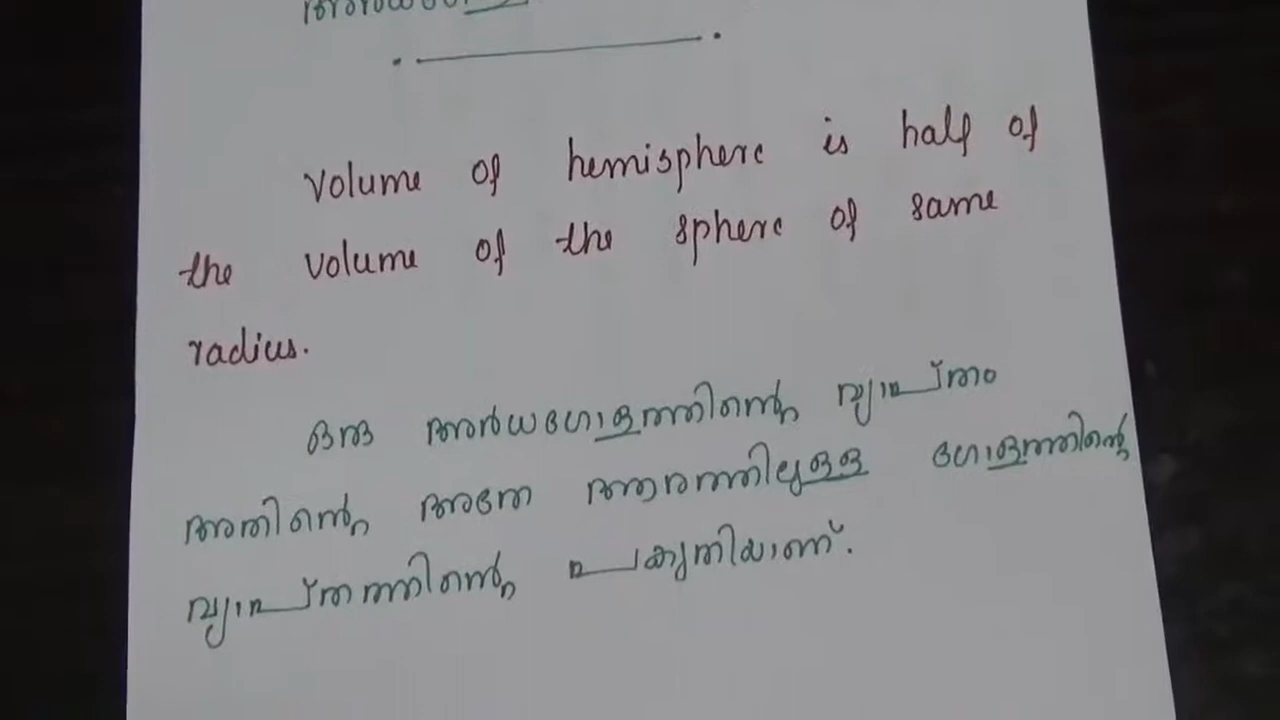 Volume of hemisphere is half of
the volume of the sphere of same
radius.
ഒരു അർധഗോളത്തിന്റെ വ്യാപ്തം
അതിന്റെ അതേ ആരത്തിലുള്ള ഗോളത്തിന്റെ
വ്യാപ്തത്തിന്റെ പകുതിയാണ്.